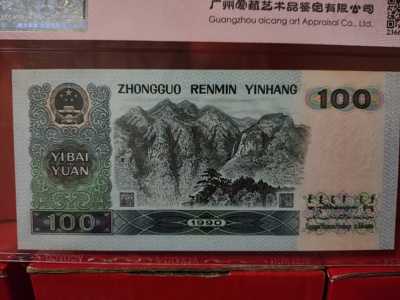 广州爱藏艺术品鉴定有限公司
Guangzhou aicang art Appraisal Co., Ltd.
2366
ZHONGGUO RENMIN YINHANG
100
YIBAI
YUAN
100
1990